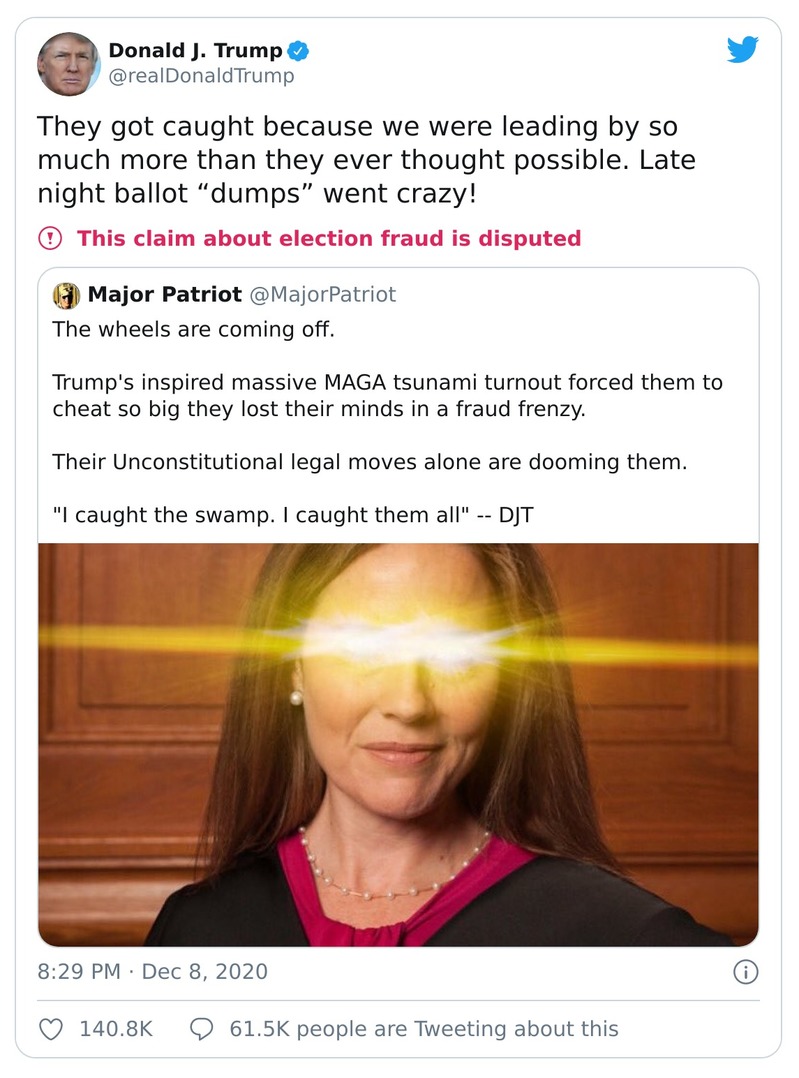 Donald J. Trump
@realDonaldTrump
They got caught because we were leading by so
much more than they ever thought possible. Late
night ballot “dumps” went crazy!
This claim about election fraud is disputed
Major Patriot @MajorPatriot
The wheels are coming off.
Trump's inspired massive MAGA tsunami turnout forced them to
cheat so big they lost their minds in a fraud frenzy.
Their Unconstitutional legal moves alone are dooming them.
"I caught the swamp. I caught them all" -- DJT
8:29 PM · Dec 8, 2020
140.8K 61.5K people are Tweeting about this